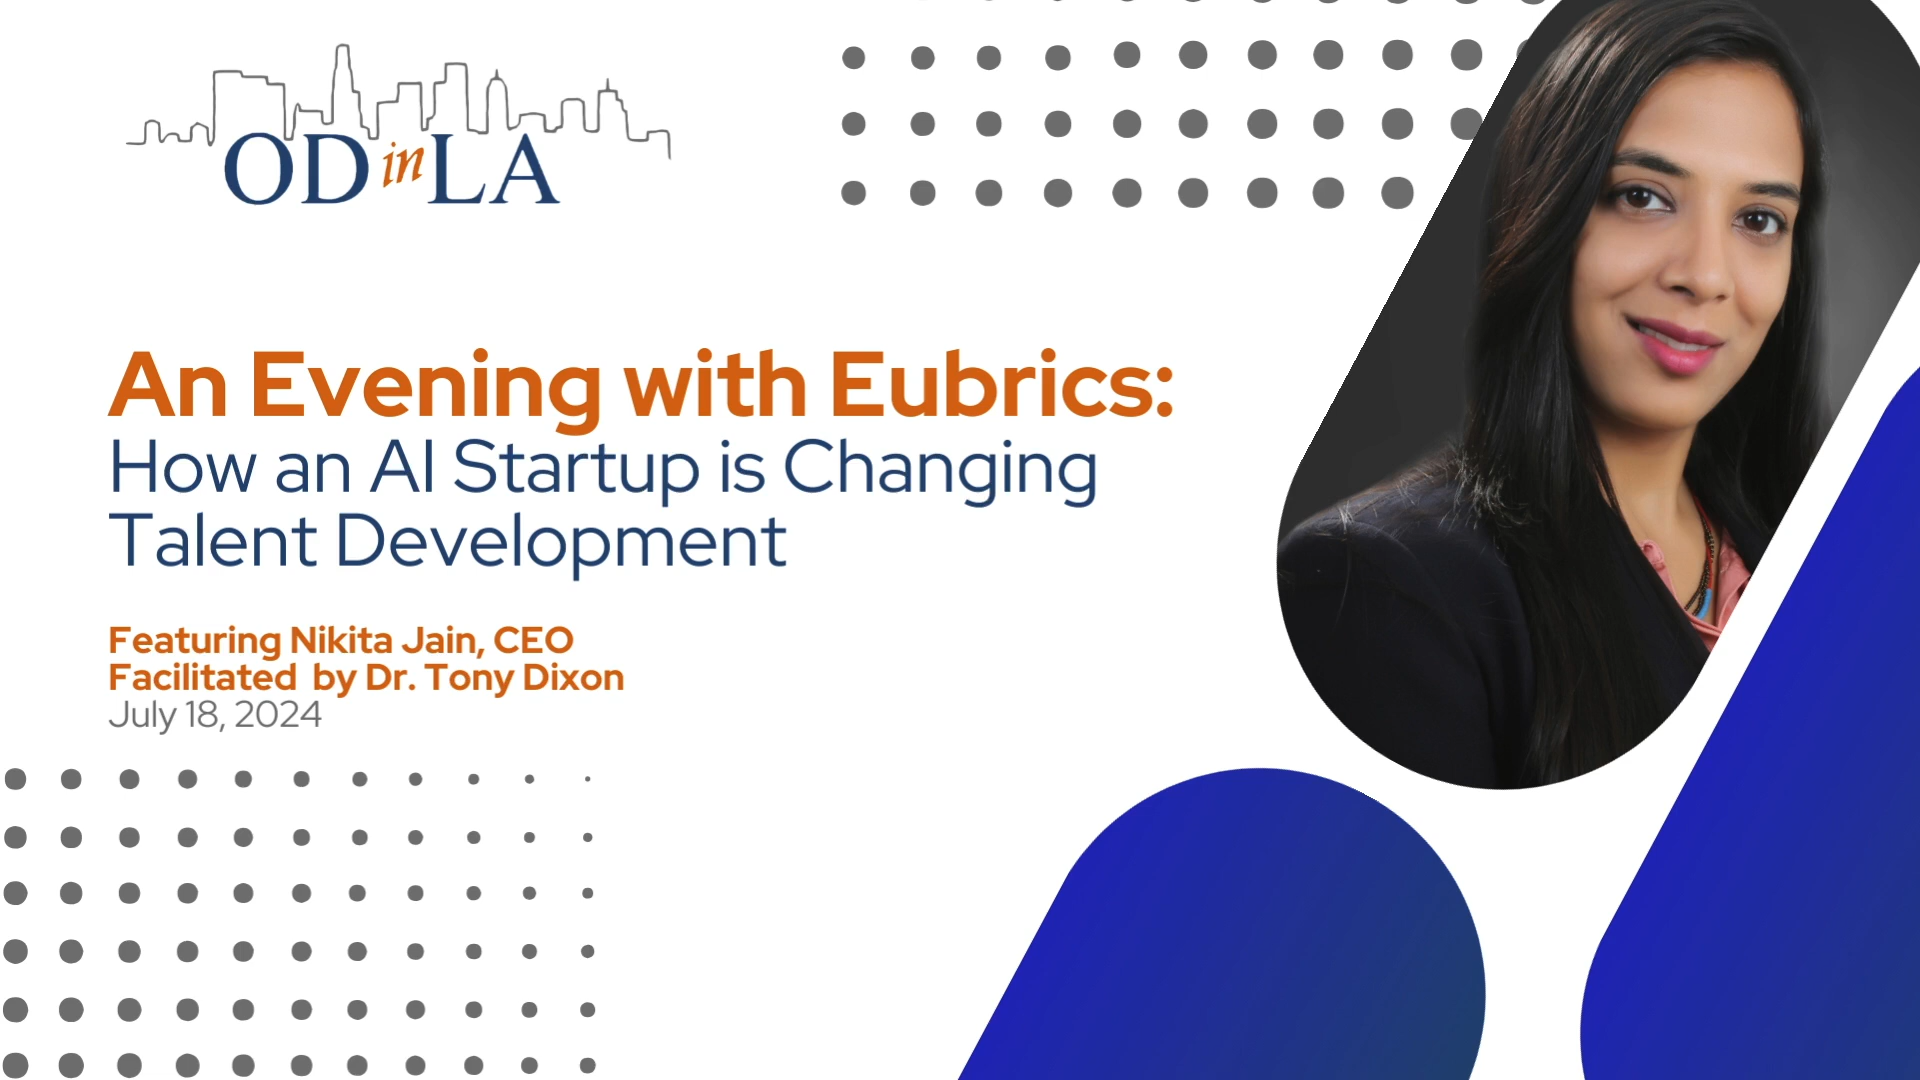 OD in LA
An Evening with Eubrics:
How an AI Startup is Changing
Talent Development
Featuring Nikita Jain, CEO
Facilitated by Dr. Tony Dixon
July 18, 2024